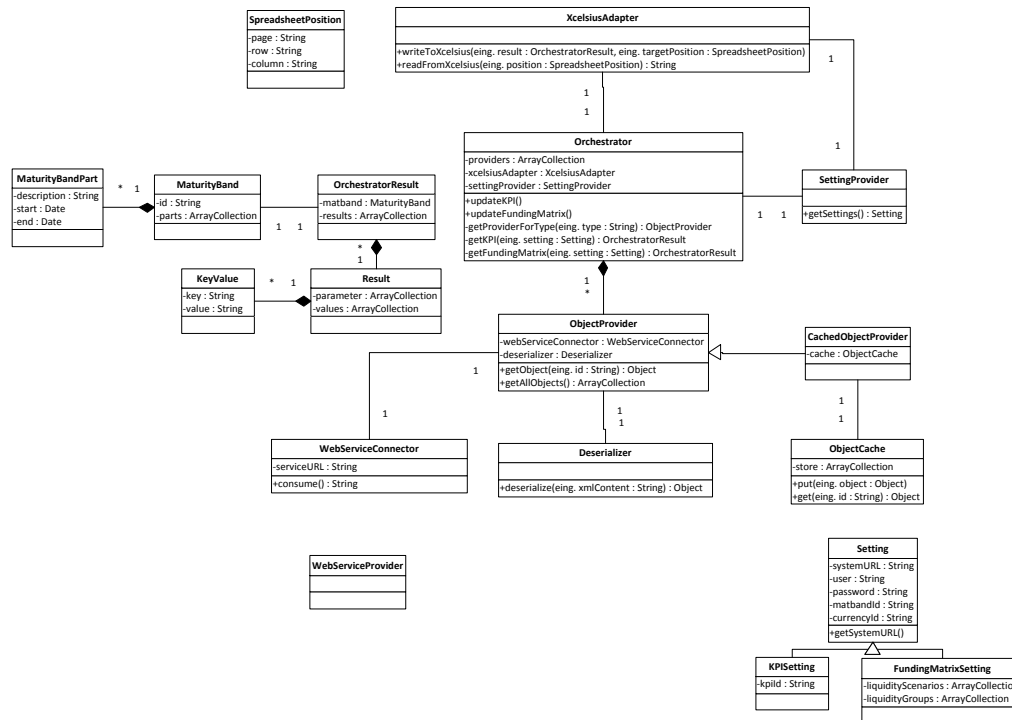 SpreadsheetPosition
-page : String
-row : String
-column : String
XcelsiusAdapter
+writeToXcelsius(eing. result : OrchestratorResult, eing. targetPosition : SpreadsheetPosition)
+readFromXcelsius(eing. position : SpreadsheetPosition) : String
1
1
1
1
Orchestrator
-providers : ArrayCollection
-xcelsiusAdapter : XcelsiusAdapter
-settingProvider : SettingProvider
+updateKPI()
+updateFundingMatrix()
-getProviderForType(eing. type : String) : ObjectProvider
-getKPI(eing. setting : Setting) : OrchestratorResult
-getFundingMatrix(eing. setting : Setting) : OrchestratorResult
1 1
SettingProvider
+getSettings() : Setting
MaturityBandPart
-description : String
-start : Date
-end : Date
* 1
MaturityBand
-id : String
-parts : ArrayCollection
1 1
OrchestratorResult
-matband : MaturityBand
-results : ArrayCollection
*
1
KeyValue
-key : String
-value : String
* 1
Result
-parameter : ArrayCollection
-values : ArrayCollection
1
*
ObjectProvider
-webServiceConnector : WebServiceConnector
-deserializer : Deserializer
+getObject(eing. id : String) : Object
+getAllObjects() : ArrayCollection
CachedObjectProvider
-cache : ObjectCache
1
1
1
1
1
1
WebServiceConnector
-serviceURL : String
+consume() : String
Deserializer
+deserialize(eing. xmlContent : String) : Object
ObjectCache
-store : ArrayCollection
+put(eing. object : Object)
+get(eing. id : String) : Object
WebServiceProvider
Setting
-systemURL : String
-user : String
-password : String
-matbandId : String
-currencyId : String
+getSystemURL()
KPISetting
-kpiId : String
FundingMatrixSetting
-liquidityScenarios : ArrayCollectio
-liquidityGroups : ArrayCollection